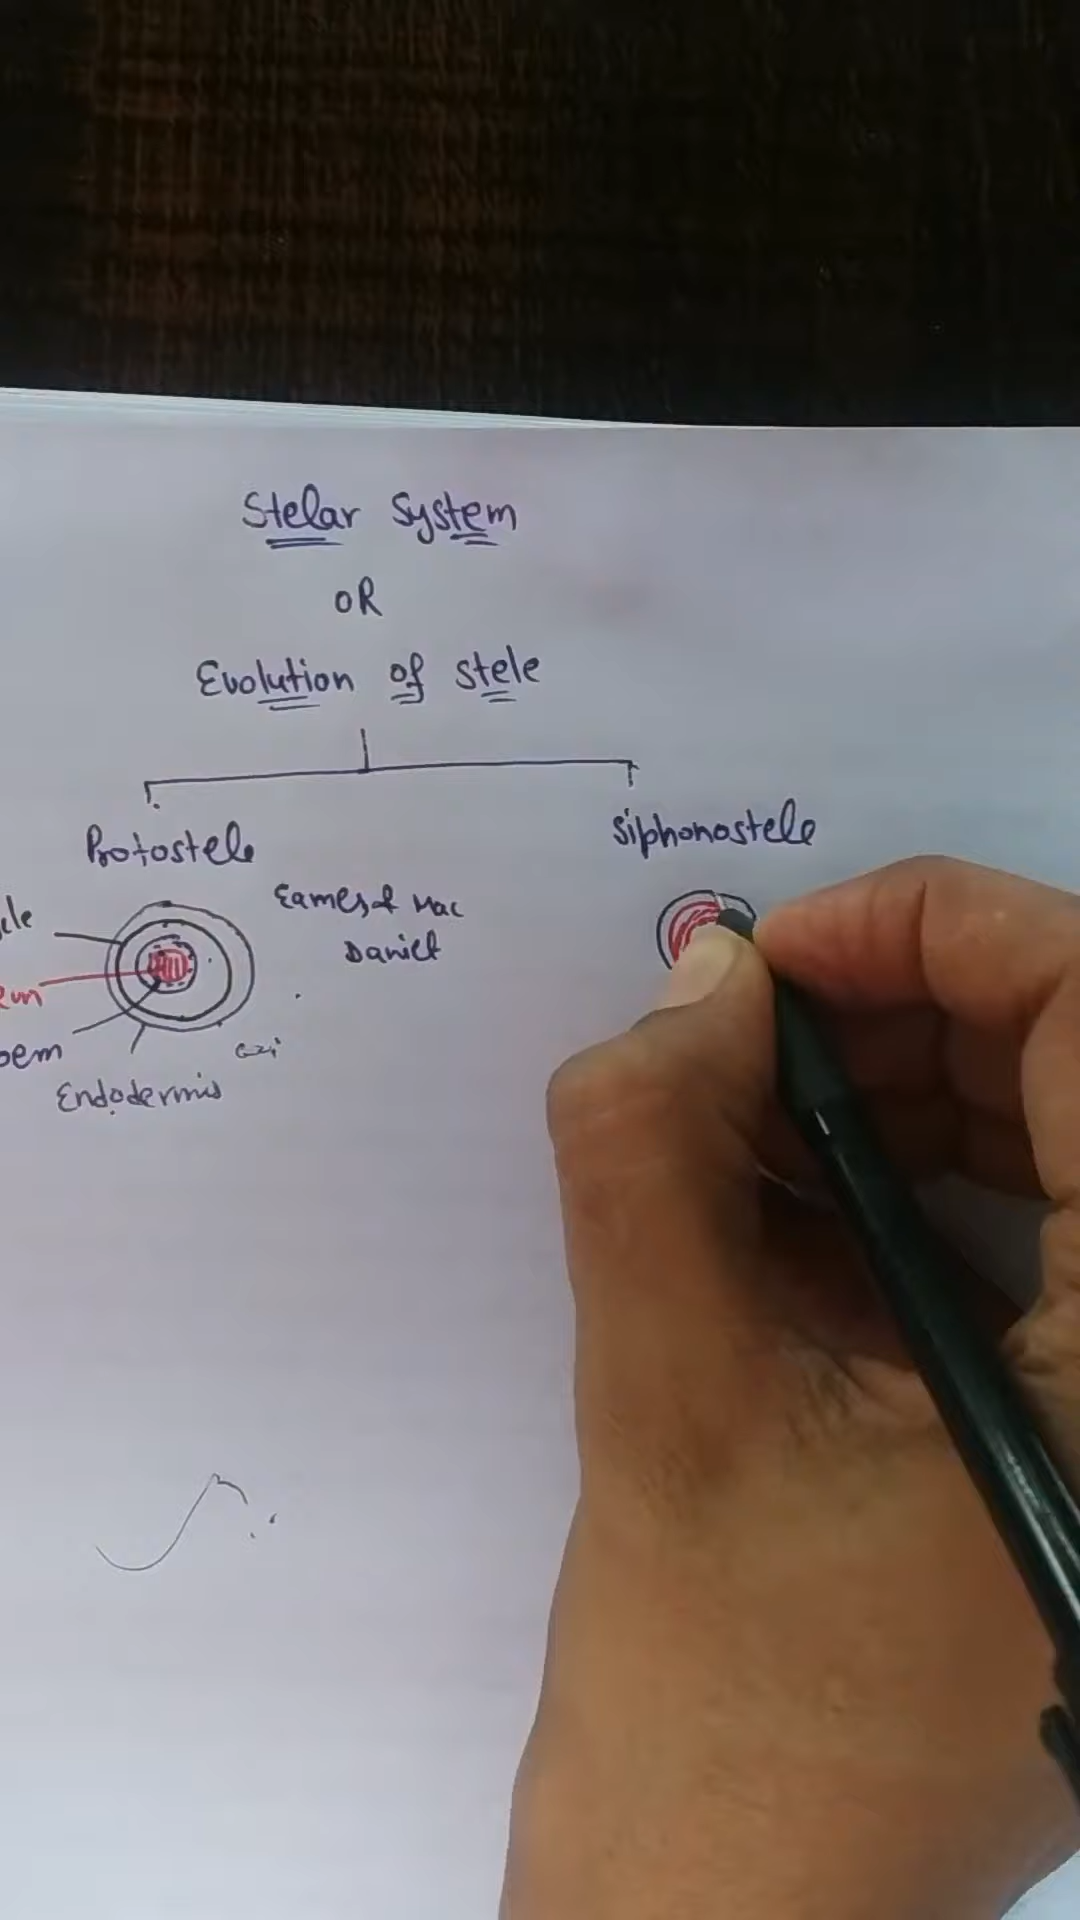 Stelar System
OR
Evolution of stele
Protostele
Siphonostele
Eames & Mac
Daniel
Endodermis